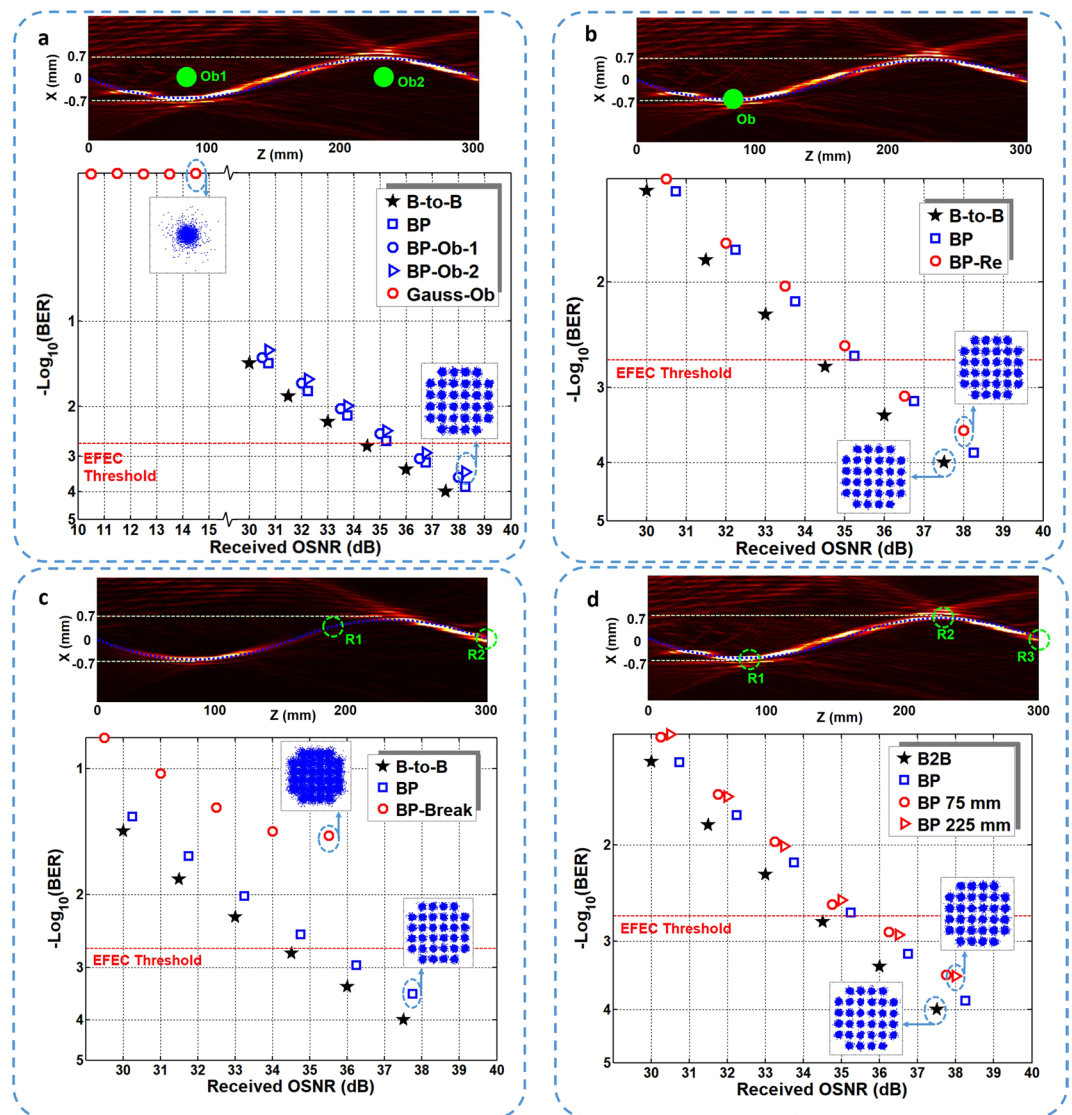 a
X (mm)
0.7
0
-0.7
Ob1
Ob2
0
100
200
300
Z (mm)
-Log10(BER)
1
2
3
4
5
B-to-B
BP
BP-Ob-1
BP-Ob-2
Gauss-Ob
EFEC
Threshold
10 11 12 13 14 15 30 31 32 33 34 35 36 37 38 39 40
Received OSNR (dB)
b
X (mm)
0.7
0
-0.7
Ob
0
100
200
300
Z (mm)
-Log10(BER)
2
3
4
5
B-to-B
BP
BP-Re
EFEC Threshold
30 31 32 33 34 35 36 37 38 39 40
Received OSNR (dB)
c
X (mm)
0.7
0
-0.7
R1
R2
0
100
190
300
Z (mm)
-Log10(BER)
1
2
3
4
5
B-to-B
BP
BP-Break
EFEC Threshold
30 31 32 33 34 35 36 37 38 39 40
Received OSNR (dB)
d
X (mm)
0.7
0
-0.7
R1
R2
R3
0
100
200
300
Z (mm)
-Log10(BER)
2
3
4
5
B2B
BP
BP 75 mm
BP 225 mm
EFEC Threshold
30 31 32 33 34 35 36 37 38 39 40
Received OSNR (dB)